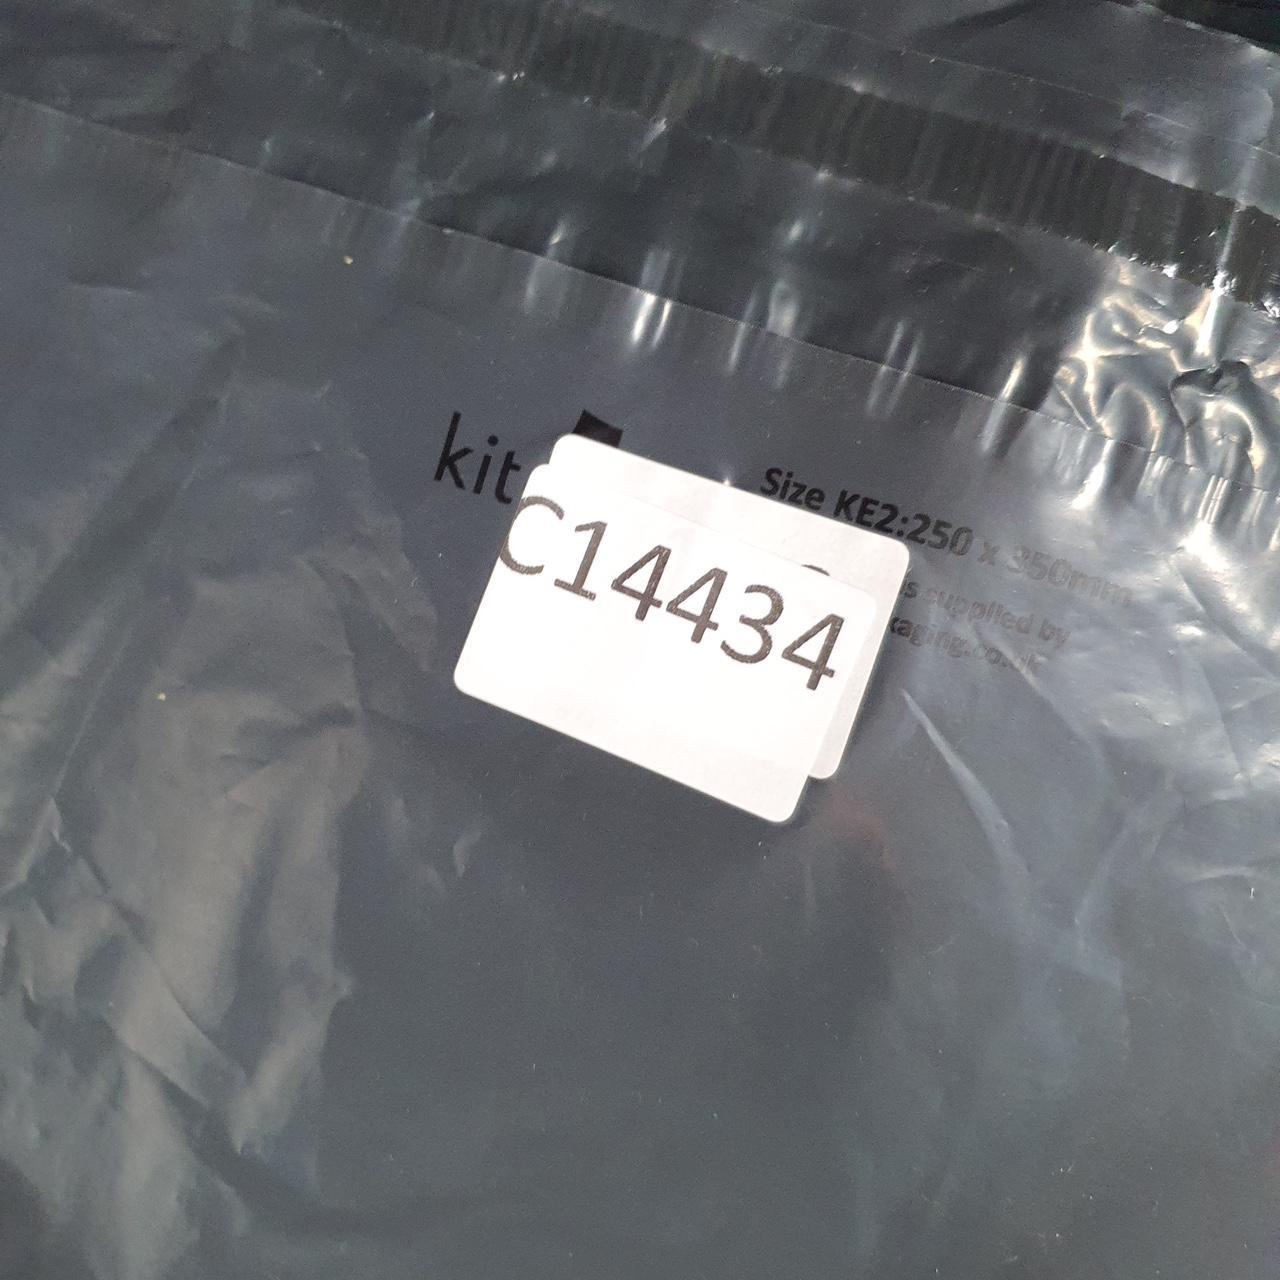 kit
Size KE2:250 x 350mm
s supplied by
kaging.co.uk
C14434